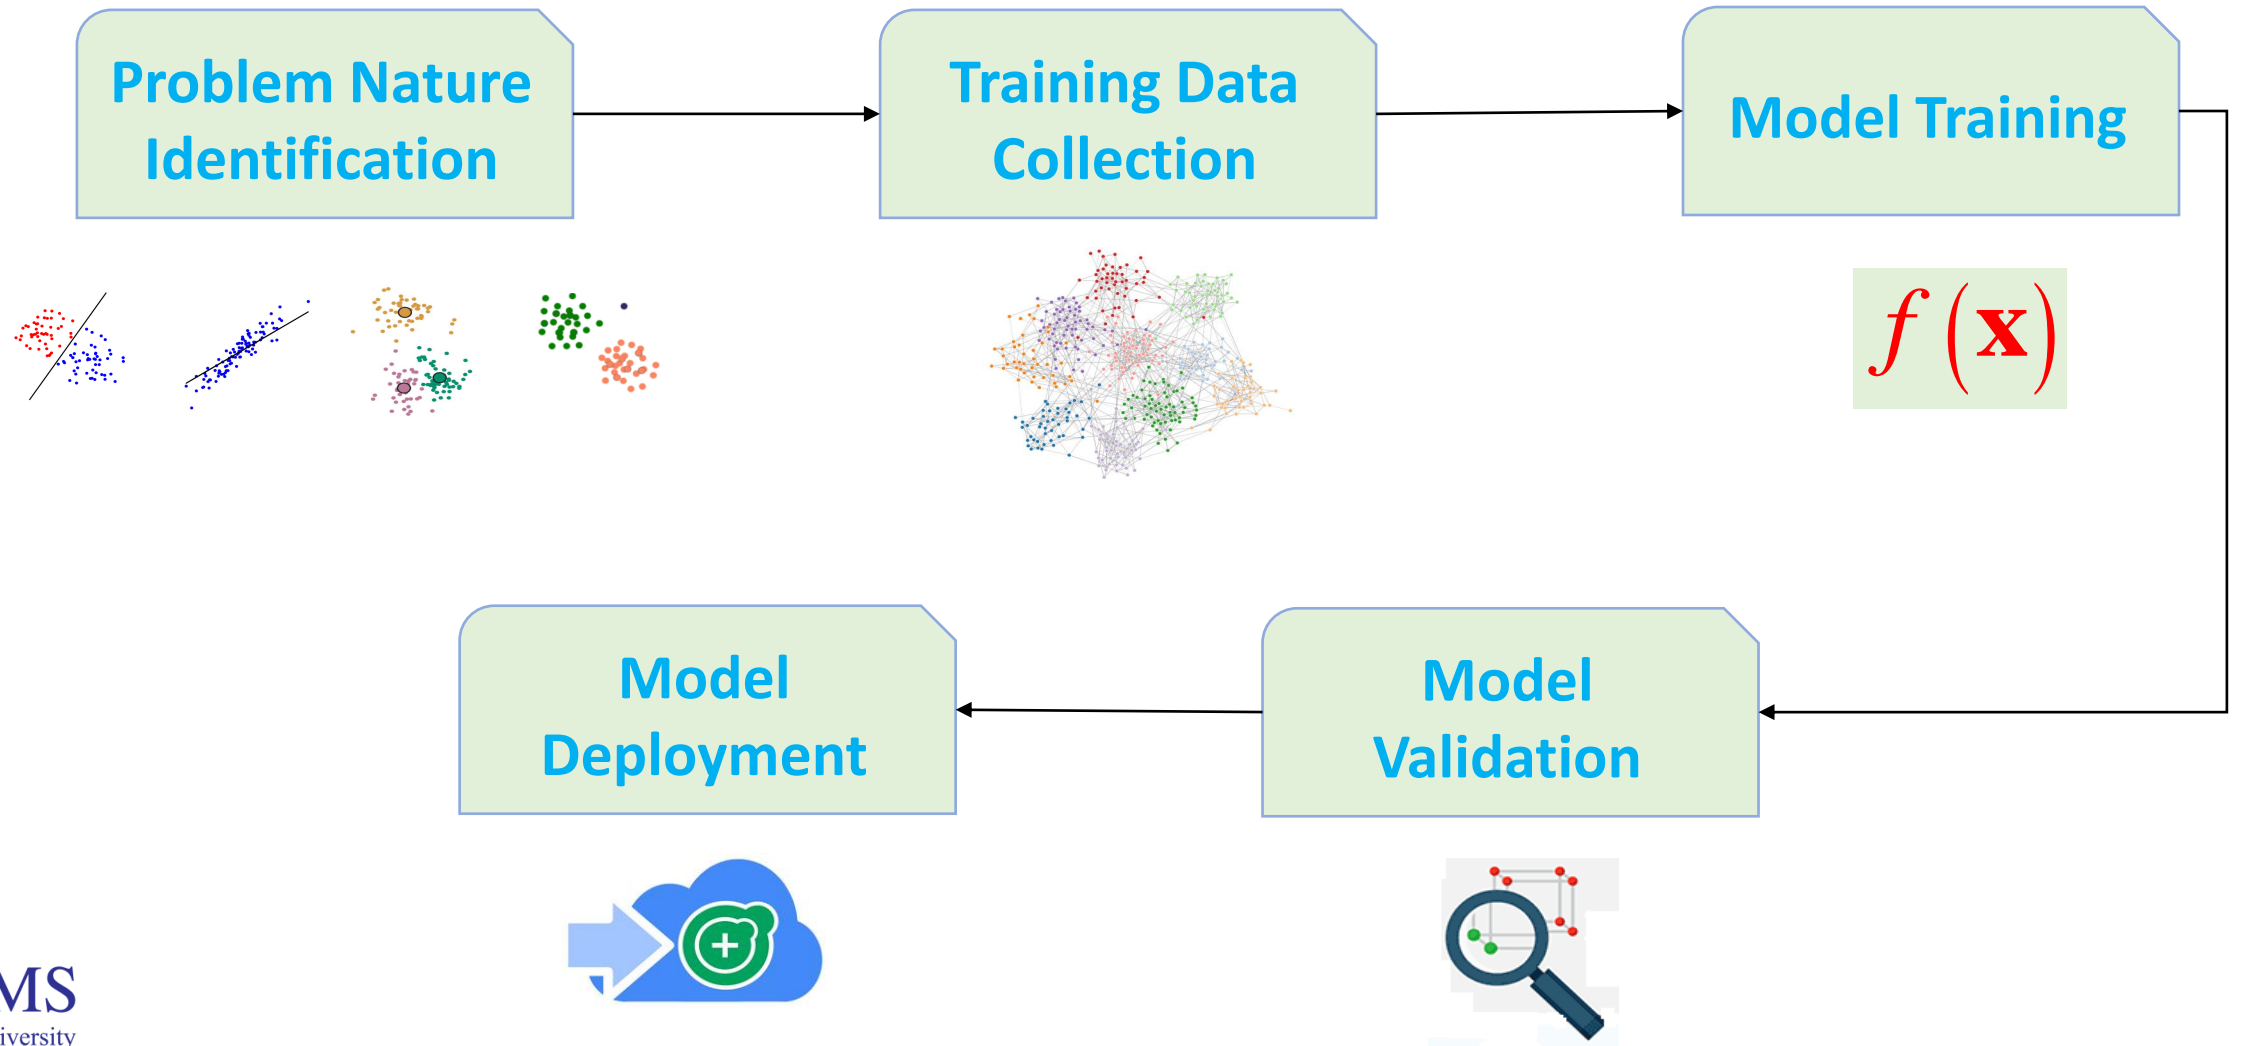 Problem Nature
Identification
Training Data
Collection
Model Training
f (x)
Model
Deployment
Model
Validation
MS
iversity